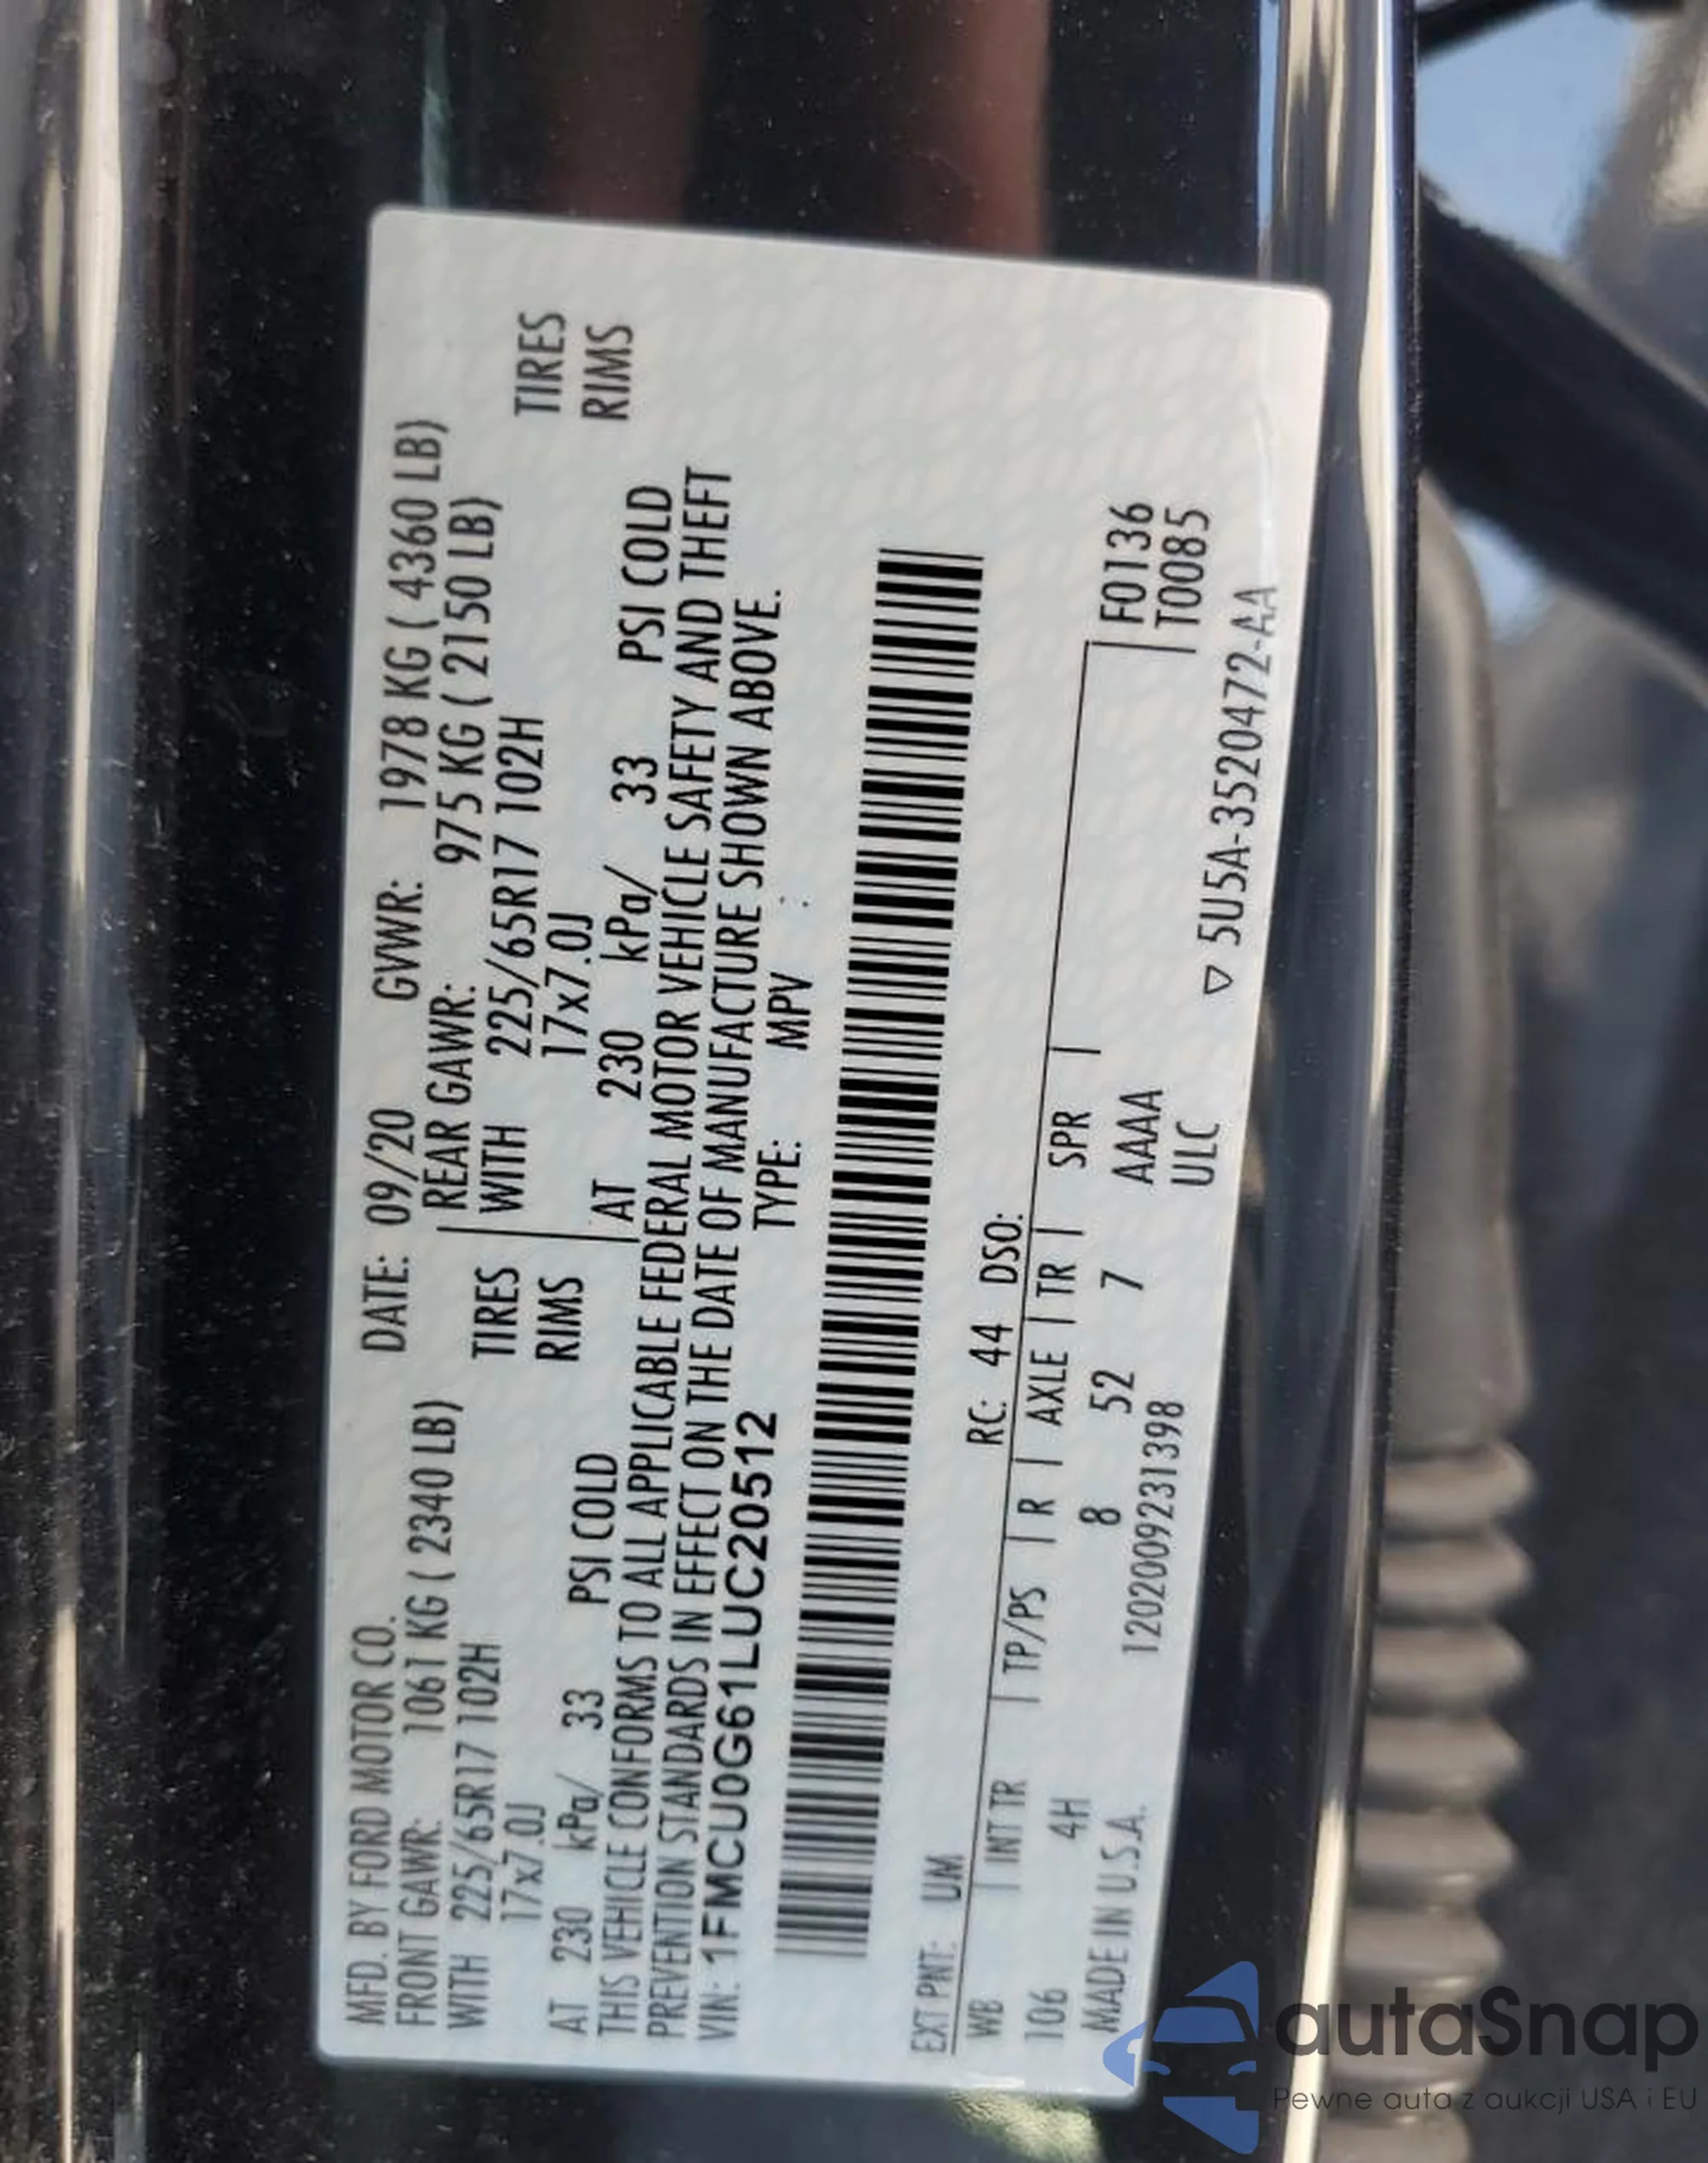 MFD. BY FORD MOTOR CO. DATE: 09/20 GVWR: 1978 KG ( 4360 LB)
FRONT GAWR: 1061 KG ( 2340 LB) REAR GAWR: 975 KG ( 2150 LB)
WITH 225/65R17 102H TIRES WITH 225/65R17 102H TIRES
17x7.0J RIMS 17x7.0J RIMS
AT 230 kPa/ 33 PSI COLD AT 230 kPa/ 33 PSI COLD
THIS VEHICLE CONFORMS TO ALL APPLICABLE FEDERAL MOTOR VEHICLE SAFETY AND THEFT
PREVENTION STANDARDS IN EFFECT ON THE DATE OF MANUFACTURE SHOWN ABOVE.
VIN: 1FMCU0G61LUC20512 TYPE: MPV
EXT PNT: UM RC: 44 DSO:
WB | INT TR | TP/PS | R | AXLE | TR | SPR |
106 4H 8 52 7 AAAA F0136
MADE IN U.S.A. 1202009231398 ULC T0085
▽ 5U5A-3520472-AA
autaSnap
Pewne auta z aukcji USA i EU